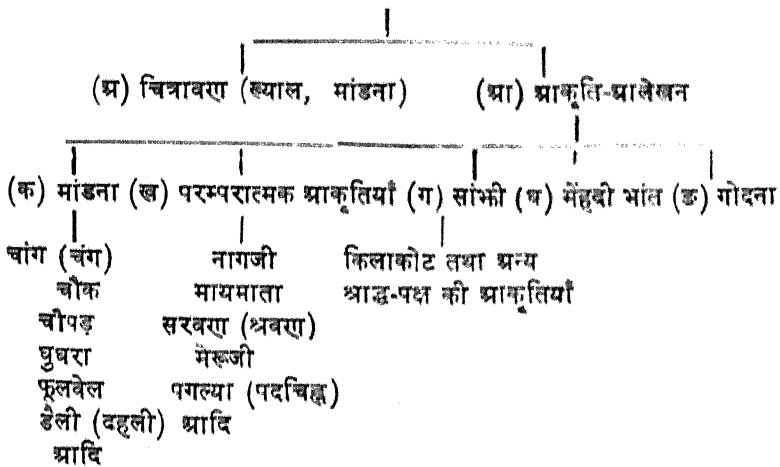 (अ) चित्रावण (ख्याल, मांडना) (आ) आकृति-आलेखन
(क) मांडना (ख) परम्परात्मक आकृतियाँ (ग) सांझी (घ) मेंहदी भांत (ङ) गोदना
चांग (चंग) नागजी किलाकोट तथा अन्य
चौक मायमाता श्राद्ध-पक्ष की आकृतियाँ
चौपड़ सरवण (श्रवण)
घुघरा भैरूजी
फूलवेल पगल्या (पदचिह्न)
डैली (दहली) आदि
आदि